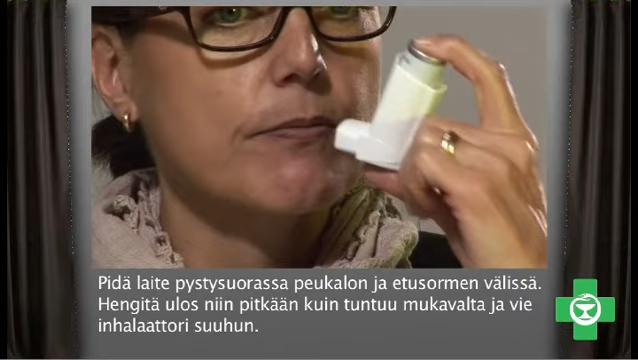 Pidä laite pystysuorassa peukalon ja etusormen välissä.
Hengitä ulos niin pitkään kuin tuntuu mukavalta ja vie
inhalaattori suuhun.